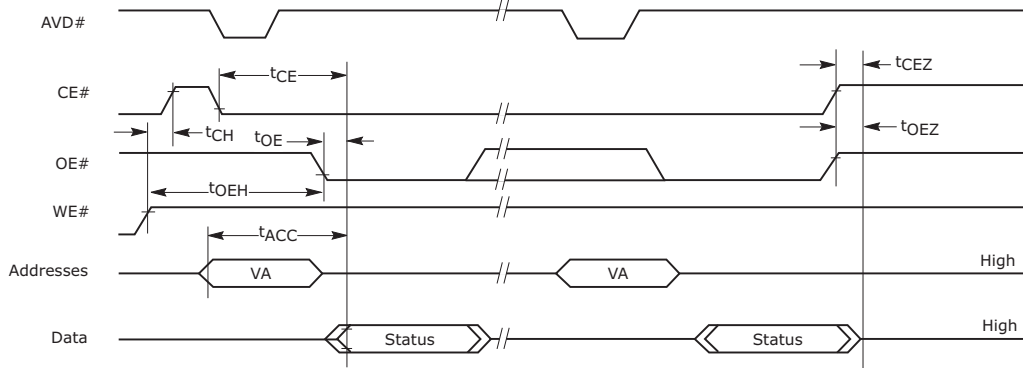 AVD#
tCE
tCEZ
CE#
tCH
tOE
tOEZ
OE#
tOEH
WE#
tACC
Addresses
VA
VA
High
Data
Status
Status
High